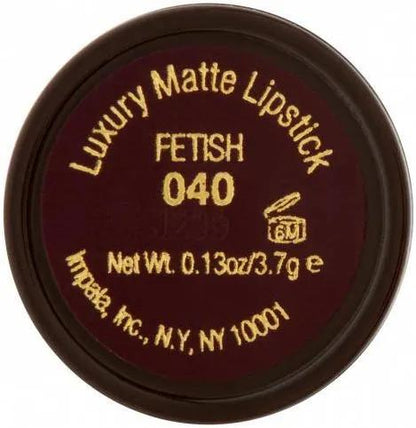 Luxury Matte Lipstick
FETISH
040
6M
Net Wt. 0.13oz/3.7g e
Impala, Inc., N.Y, NY 10001